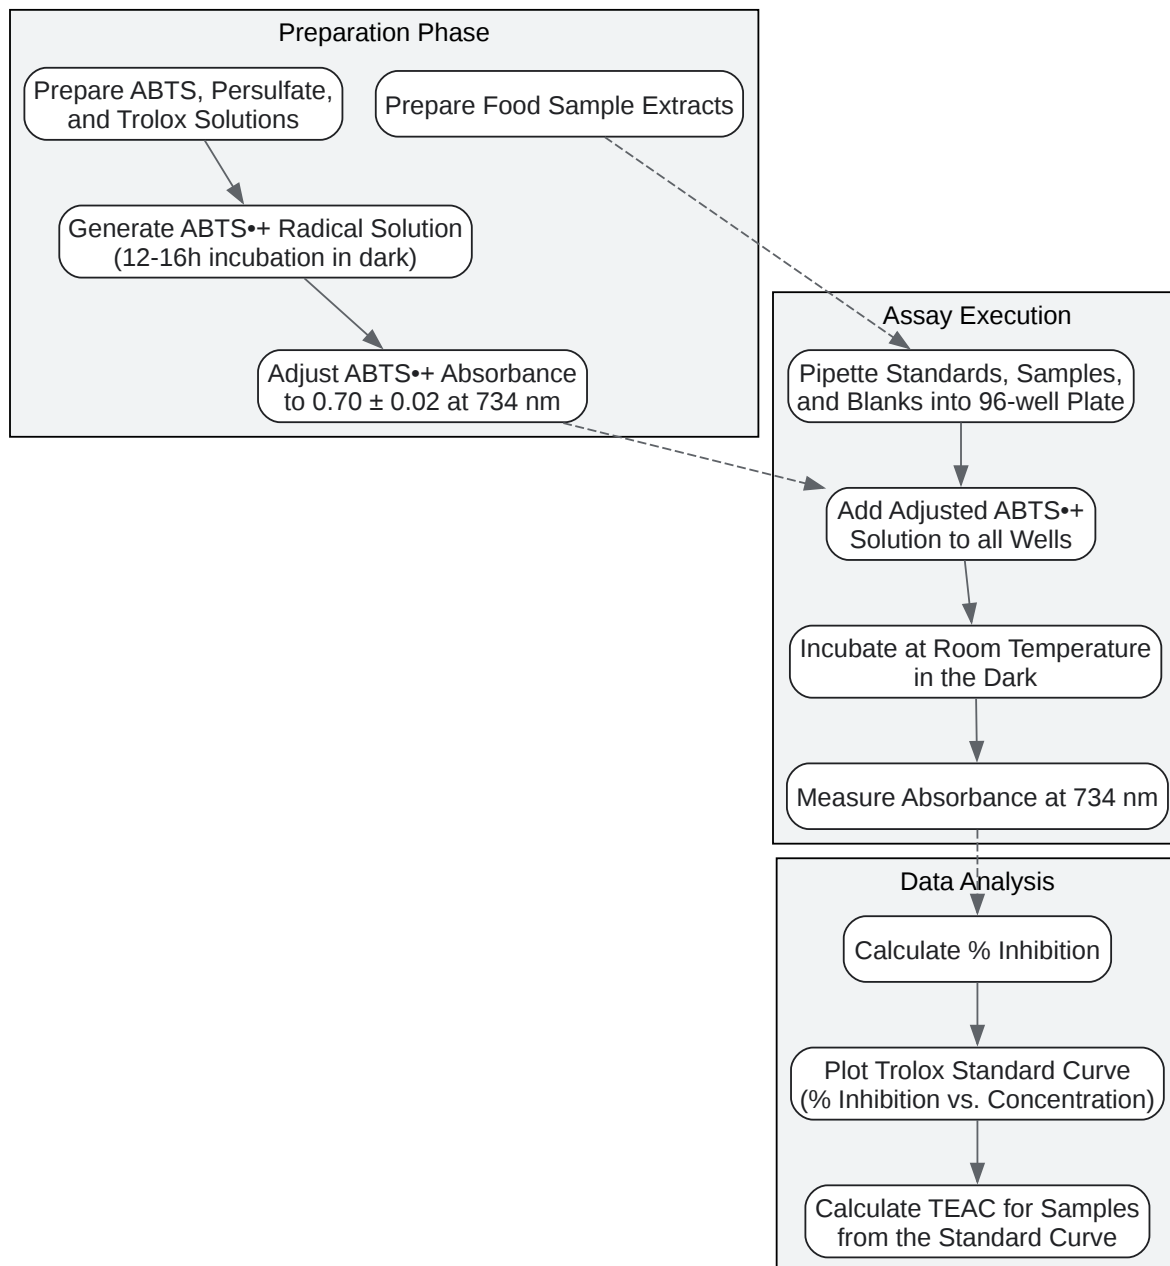 Preparation Phase
Prepare ABTS, Persulfate,
and Trolox Solutions
Prepare Food Sample Extracts
Generate ABTS•+ Radical Solution
(12-16h incubation in dark)
Adjust ABTS•+ Absorbance
to 0.70 ± 0.02 at 734 nm
Assay Execution
Pipette Standards, Samples,
and Blanks into 96-well Plate
Add Adjusted ABTS•+
Solution to all Wells
Incubate at Room Temperature
in the Dark
Measure Absorbance at 734 nm
Data Analysis
Calculate % Inhibition
Plot Trolox Standard Curve
(% Inhibition vs. Concentration)
Calculate TEAC for Samples
from the Standard Curve